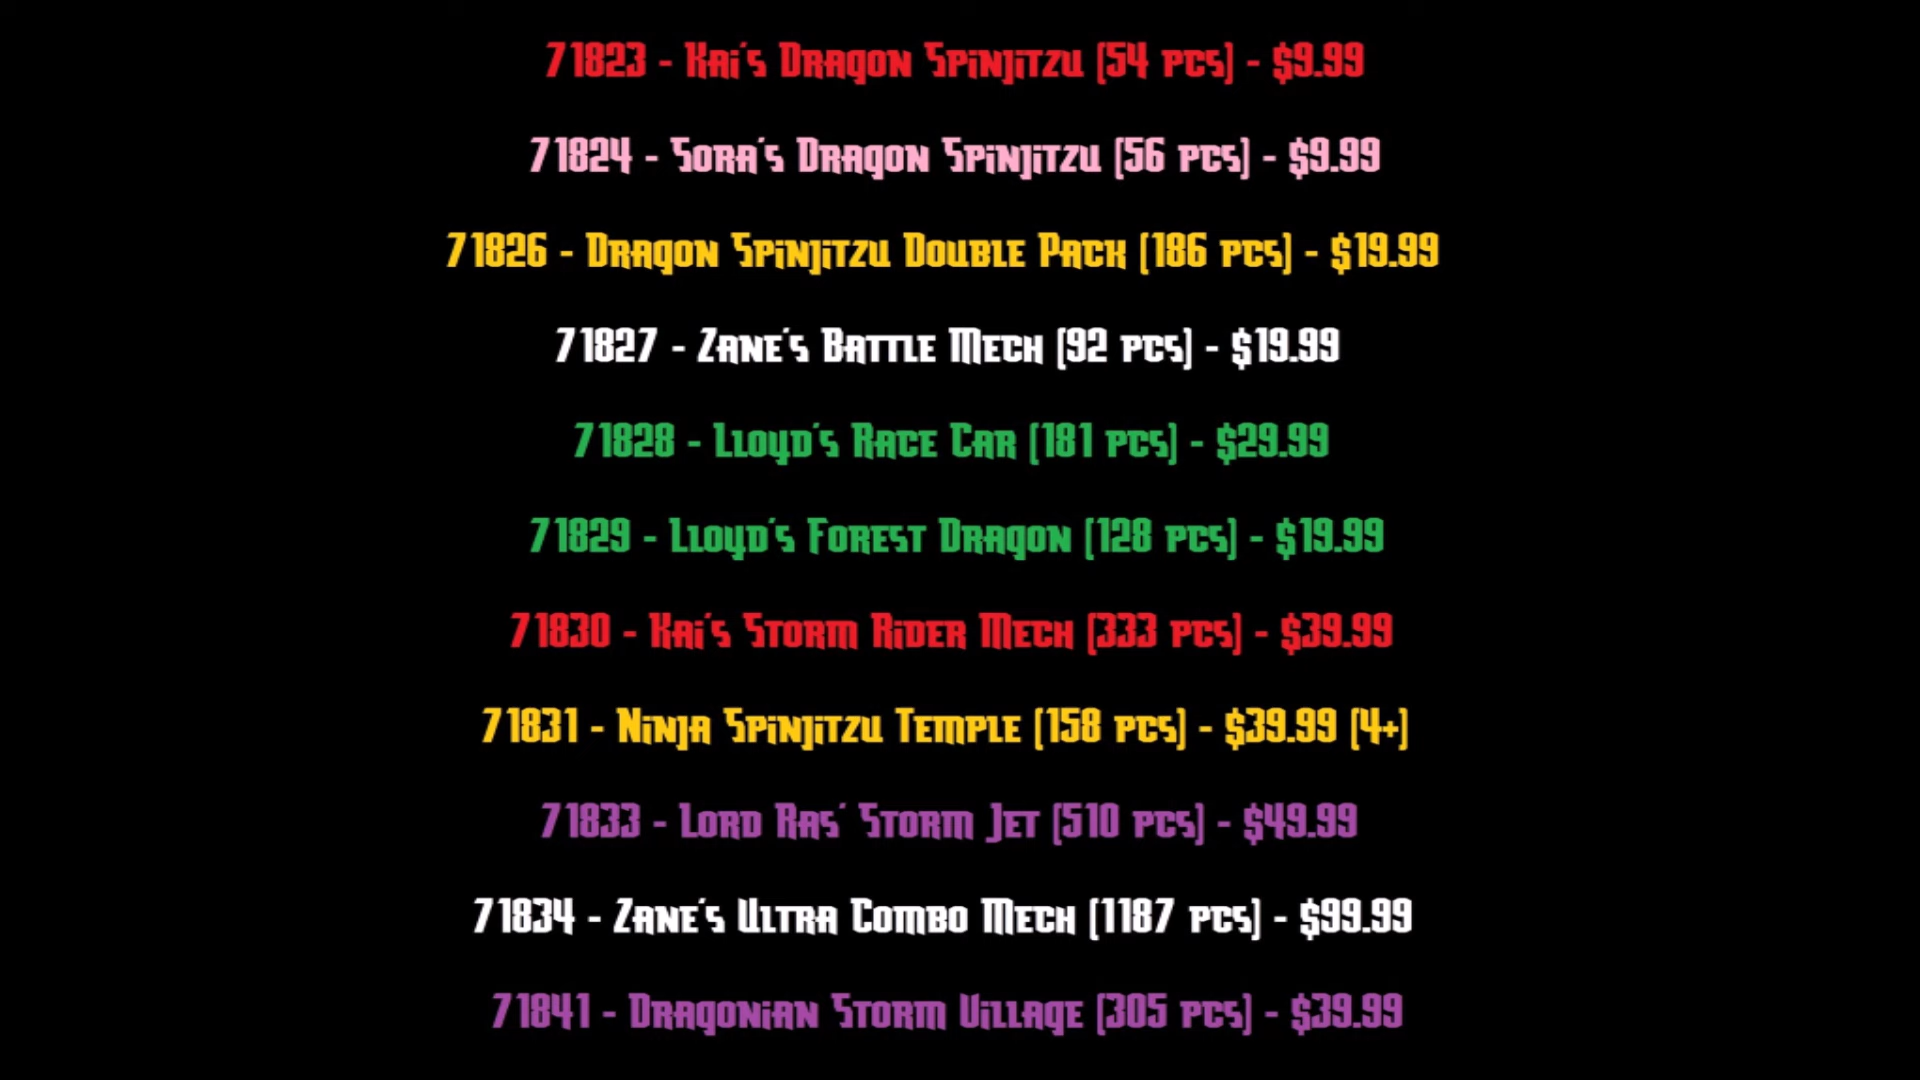 71823 - Kai's Dragon Spinjitzu (54 pcs) - $9.99
71824 - Sora's Dragon Spinjitzu (56 pcs) - $9.99
71826 - Dragon Spinjitzu Double Pack (186 pcs) - $19.99
71827 - Zane's Battle Mech (92 pcs) - $19.99
71828 - Lloyd's Race Car (181 pcs) - $29.99
71829 - Lloyd's Forest Dragon (128 pcs) - $19.99
71830 - Kai's Storm Rider Mech (333 pcs) - $39.99
71831 - Ninja Spinjitzu Temple (158 pcs) - $39.99 (4+)
71833 - Lord Ras' Storm Jet (510 pcs) - $49.99
71834 - Zane's Ultra Combo Mech (1187 pcs) - $99.99
71841 - Dragonian Storm Village (305 pcs) - $39.99